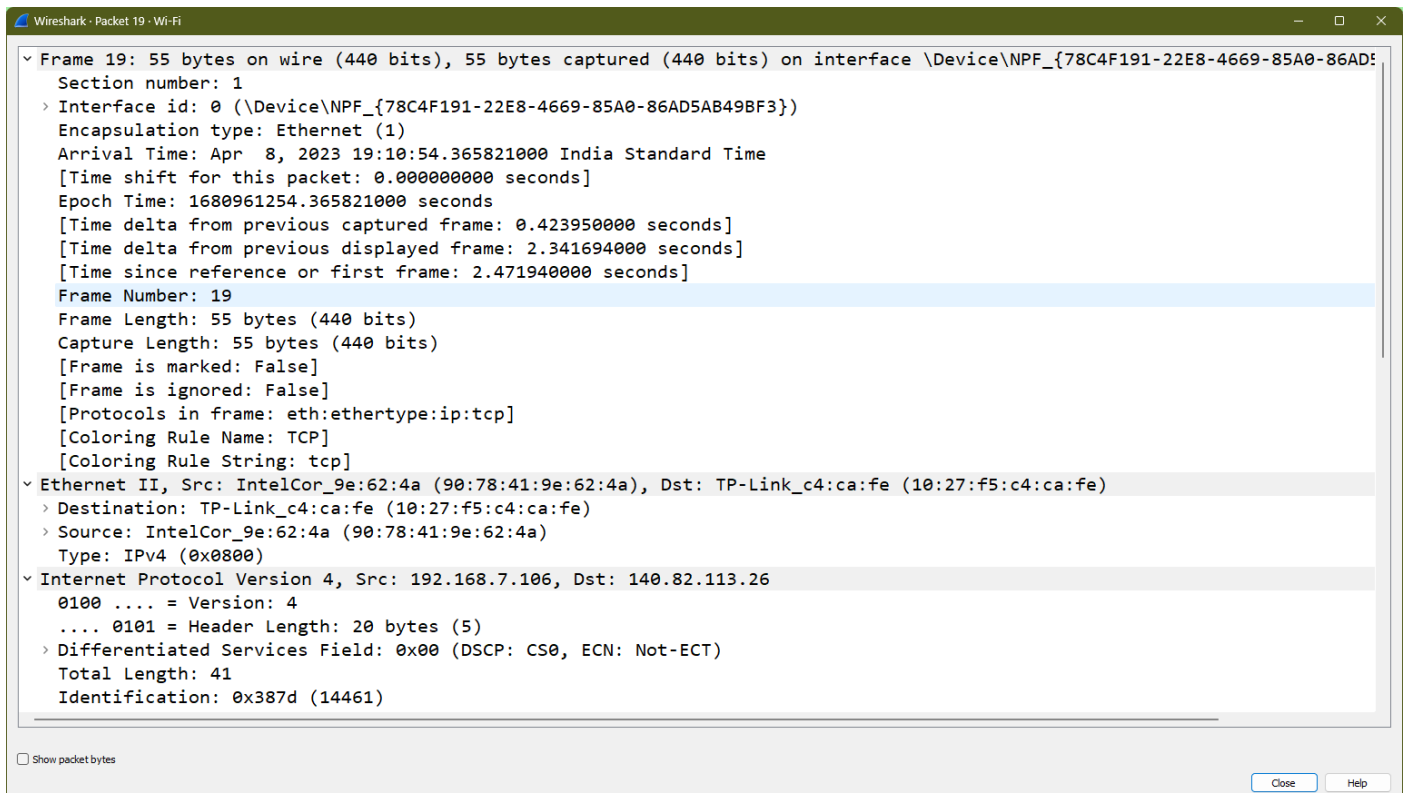 Wireshark · Packet 19 · Wi-Fi
Frame 19: 55 bytes on wire (440 bits), 55 bytes captured (440 bits) on interface \Device\NPF_{78C4F191-22E8-4669-85A0-86AD5
Section number: 1
Interface id: 0 (\Device\NPF_{78C4F191-22E8-4669-85A0-86AD5AB49BF3})
Encapsulation type: Ethernet (1)
Arrival Time: Apr  8, 2023 19:10:54.365821000 India Standard Time
[Time shift for this packet: 0.000000000 seconds]
Epoch Time: 1680961254.365821000 seconds
[Time delta from previous captured frame: 0.423950000 seconds]
[Time delta from previous displayed frame: 2.341694000 seconds]
[Time since reference or first frame: 2.471940000 seconds]
Frame Number: 19
Frame Length: 55 bytes (440 bits)
Capture Length: 55 bytes (440 bits)
[Frame is marked: False]
[Frame is ignored: False]
[Protocols in frame: eth:ethertype:ip:tcp]
[Coloring Rule Name: TCP]
[Coloring Rule String: tcp]
Ethernet II, Src: IntelCor_9e:62:4a (90:78:41:9e:62:4a), Dst: TP-Link_c4:ca:fe (10:27:f5:c4:ca:fe)
Destination: TP-Link_c4:ca:fe (10:27:f5:c4:ca:fe)
Source: IntelCor_9e:62:4a (90:78:41:9e:62:4a)
Type: IPv4 (0x0800)
Internet Protocol Version 4, Src: 192.168.7.106, Dst: 140.82.113.26
0100 .... = Version: 4
.... 0101 = Header Length: 20 bytes (5)
Differentiated Services Field: 0x00 (DSCP: CS0, ECN: Not-ECT)
Total Length: 41
Identification: 0x387d (14461)
Show packet bytes
Close Help